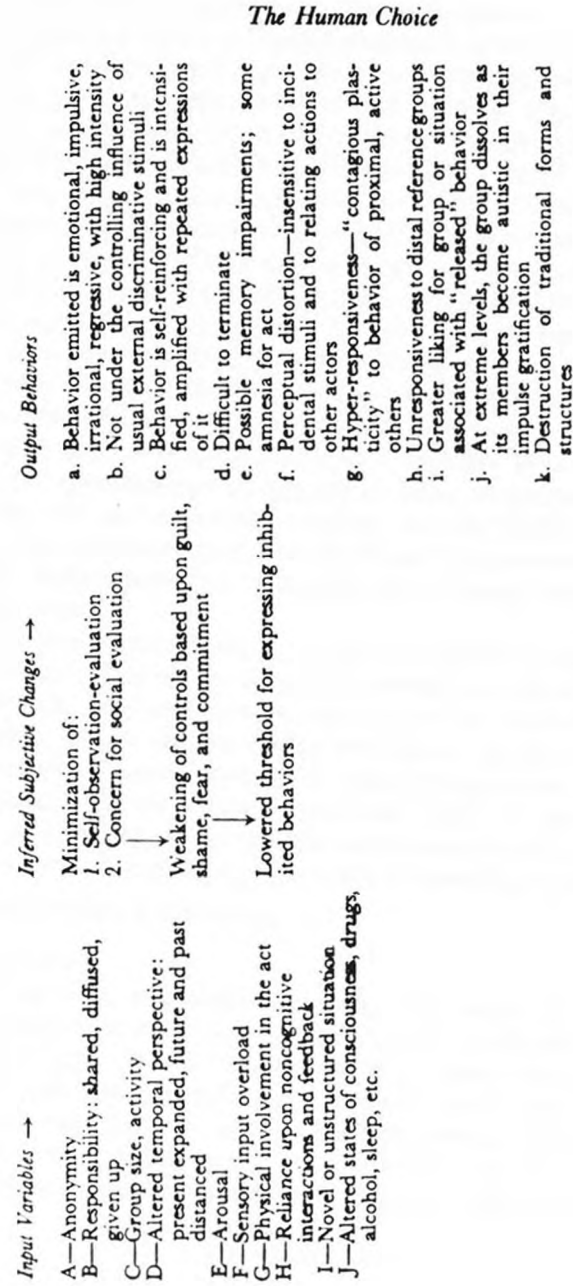 The Human Choice
Input Variables →
A—Anonymity
B—Responsibility: shared, diffused,
given up
C—Group size, activity
D—Altered temporal perspective:
present expanded, future and past
distanced
E—Arousal
F—Sensory input overload
G—Physical involvement in the act
H—Reliance upon noncognitive
interactions and feedback
I—Novel or unstructured situation
J—Altered states of consciousness, drugs,
alcohol, sleep, etc.
Inferred Subjective Changes →
Minimization of:
1. Self-observation-evaluation
2. Concern for social evaluation
Weakening of controls based upon guilt,
shame, fear, and commitment
Lowered threshold for expressing inhib-
ited behaviors
Output Behaviors
a. Behavior emitted is emotional, impulsive,
irrational, regressive, with high intensity
b. Not under the controlling influence of
usual external discriminative stimuli
c. Behavior is self-reinforcing and is intensi-
fied, amplified with repeated expressions
of it
d. Difficult to terminate
e. Possible memory impairments; some
amnesia for act
f. Perceptual distortion—insensitive to inci-
dental stimuli and to relating actions to
other actors
g. Hyper-responsiveness—“contagious plas-
ticity” to behavior of proximal, active
others
h. Unresponsiveness to distal reference groups
i. Greater liking for group or situation
associated with “released” behavior
j. At extreme levels, the group dissolves as
its members become autistic in their
impulse gratification
k. Destruction of traditional forms and
structures